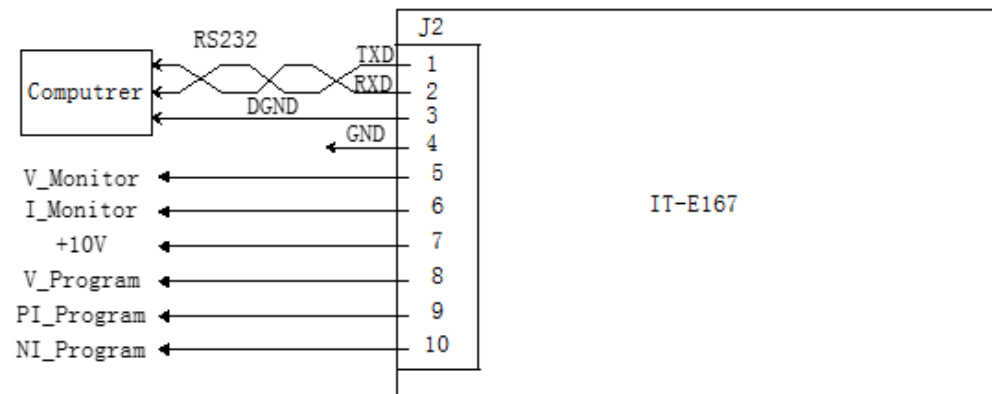 J2
RS232
TXD
1
Computrer
RXD
2
DGND
3
GND
4
V_Monitor
5
I_Monitor
6
IT-E167
+10V
7
V_Program
8
PI_Program
9
NI_Program
10